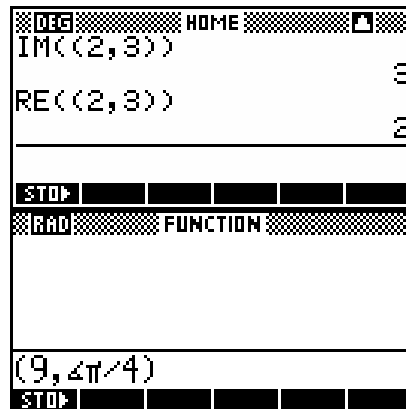 DEG HOME
IM((2,3))
3
RE((2,3))
2
STO▶
RAD FUNCTION
(9,∡π/4)
STO▶